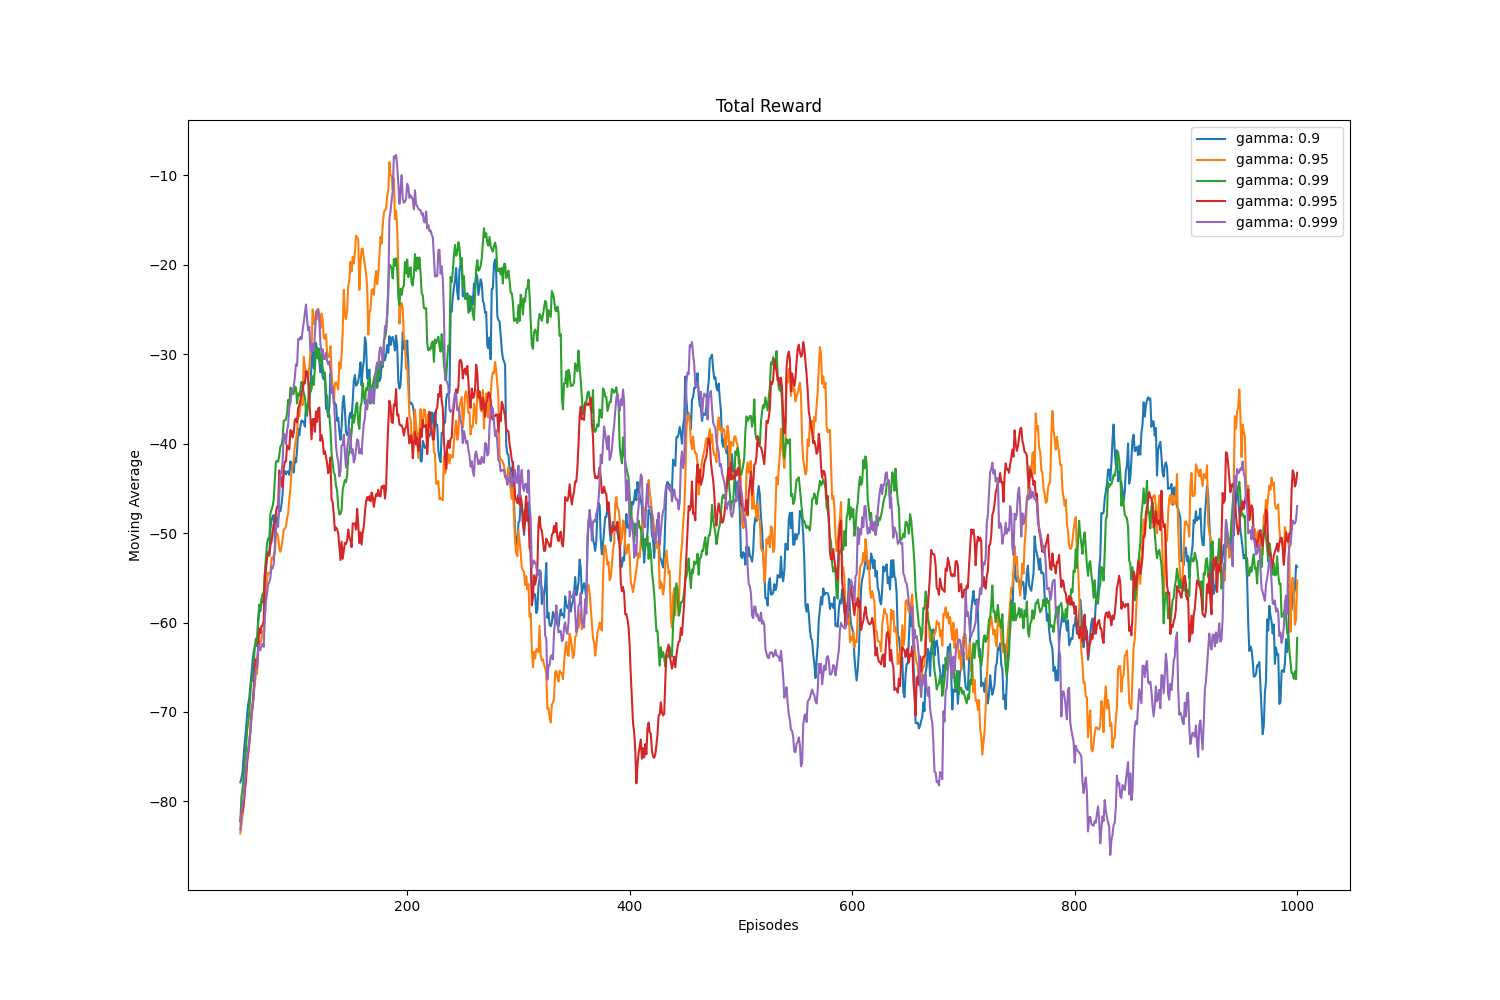 Total Reward
gamma: 0.9
gamma: 0.95
gamma: 0.99
gamma: 0.995
gamma: 0.999
Moving Average
−10
−20
−30
−40
−50
−60
−70
−80
200
400
600
800
1000
Episodes